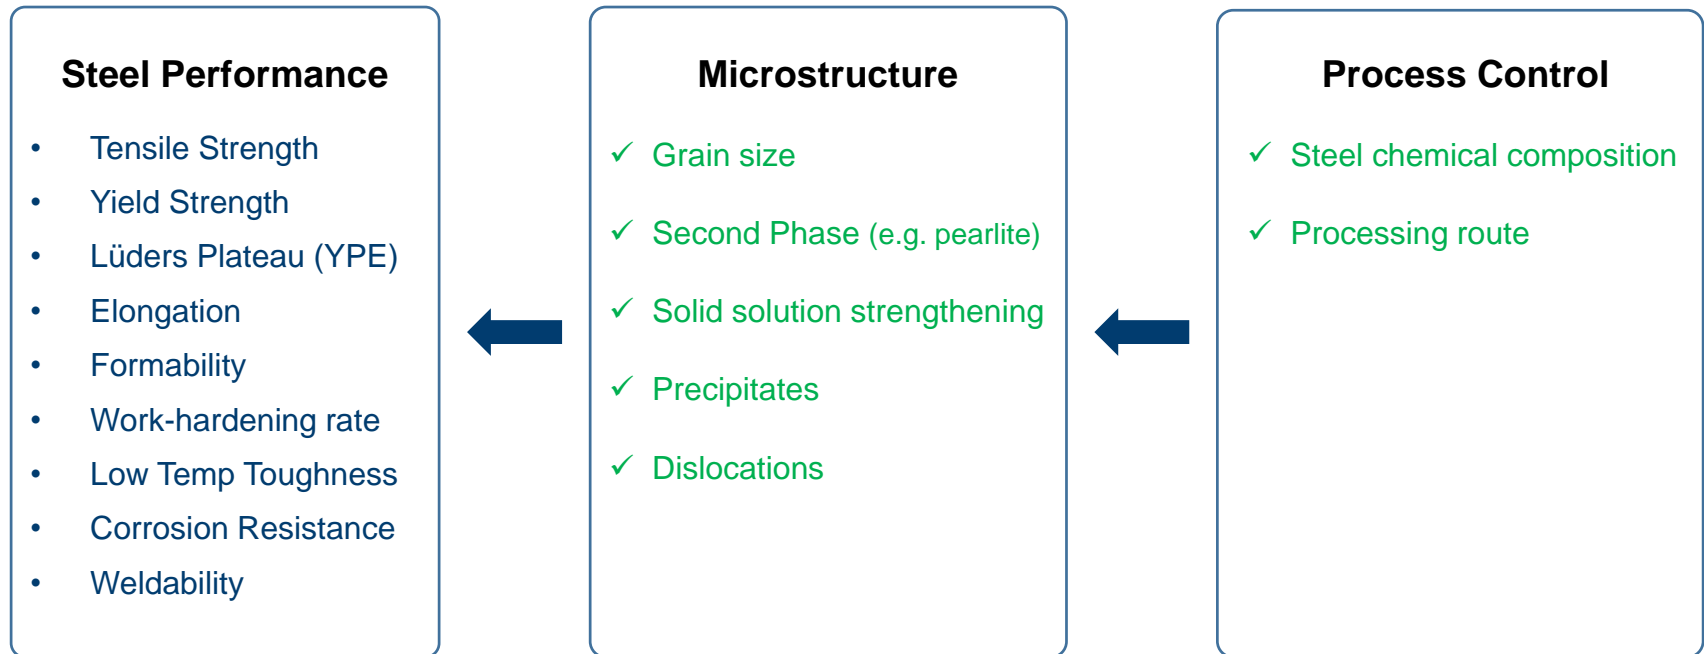 Steel Performance
• Tensile Strength
• Yield Strength
• Lüders Plateau (YPE)
• Elongation
• Formability
• Work-hardening rate
• Low Temp Toughness
• Corrosion Resistance
• Weldability
Microstructure
✓ Grain size
✓ Second Phase (e.g. pearlite)
✓ Solid solution strengthening
✓ Precipitates
✓ Dislocations
Process Control
✓ Steel chemical composition
✓ Processing route